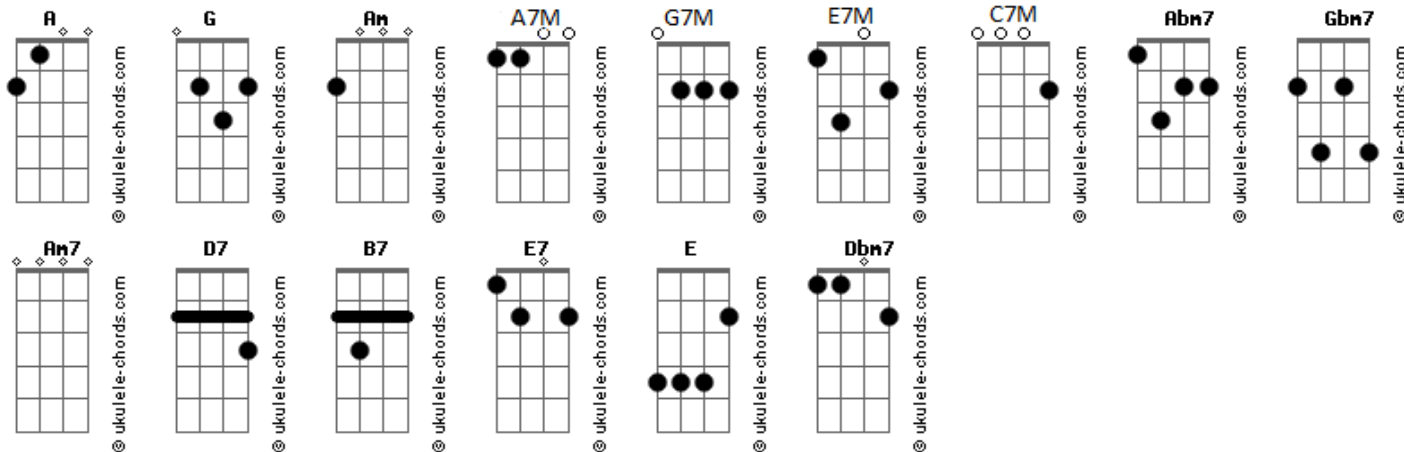 A G Am A7M G7M E7M C7M Abm7 Gbm7
© ukulele-chords.com © ukulele-chords.com © ukulele-chords.com © ukulele-chords.com © ukulele-chords.com © ukulele-chords.com © ukulele-chords.com © ukulele-chords.com © ukulele-chords.com
Am7 D7 B7 E7 E Dbm7
© ukulele-chords.com © ukulele-chords.com © ukulele-chords.com © ukulele-chords.com © ukulele-chords.com © ukulele-chords.com